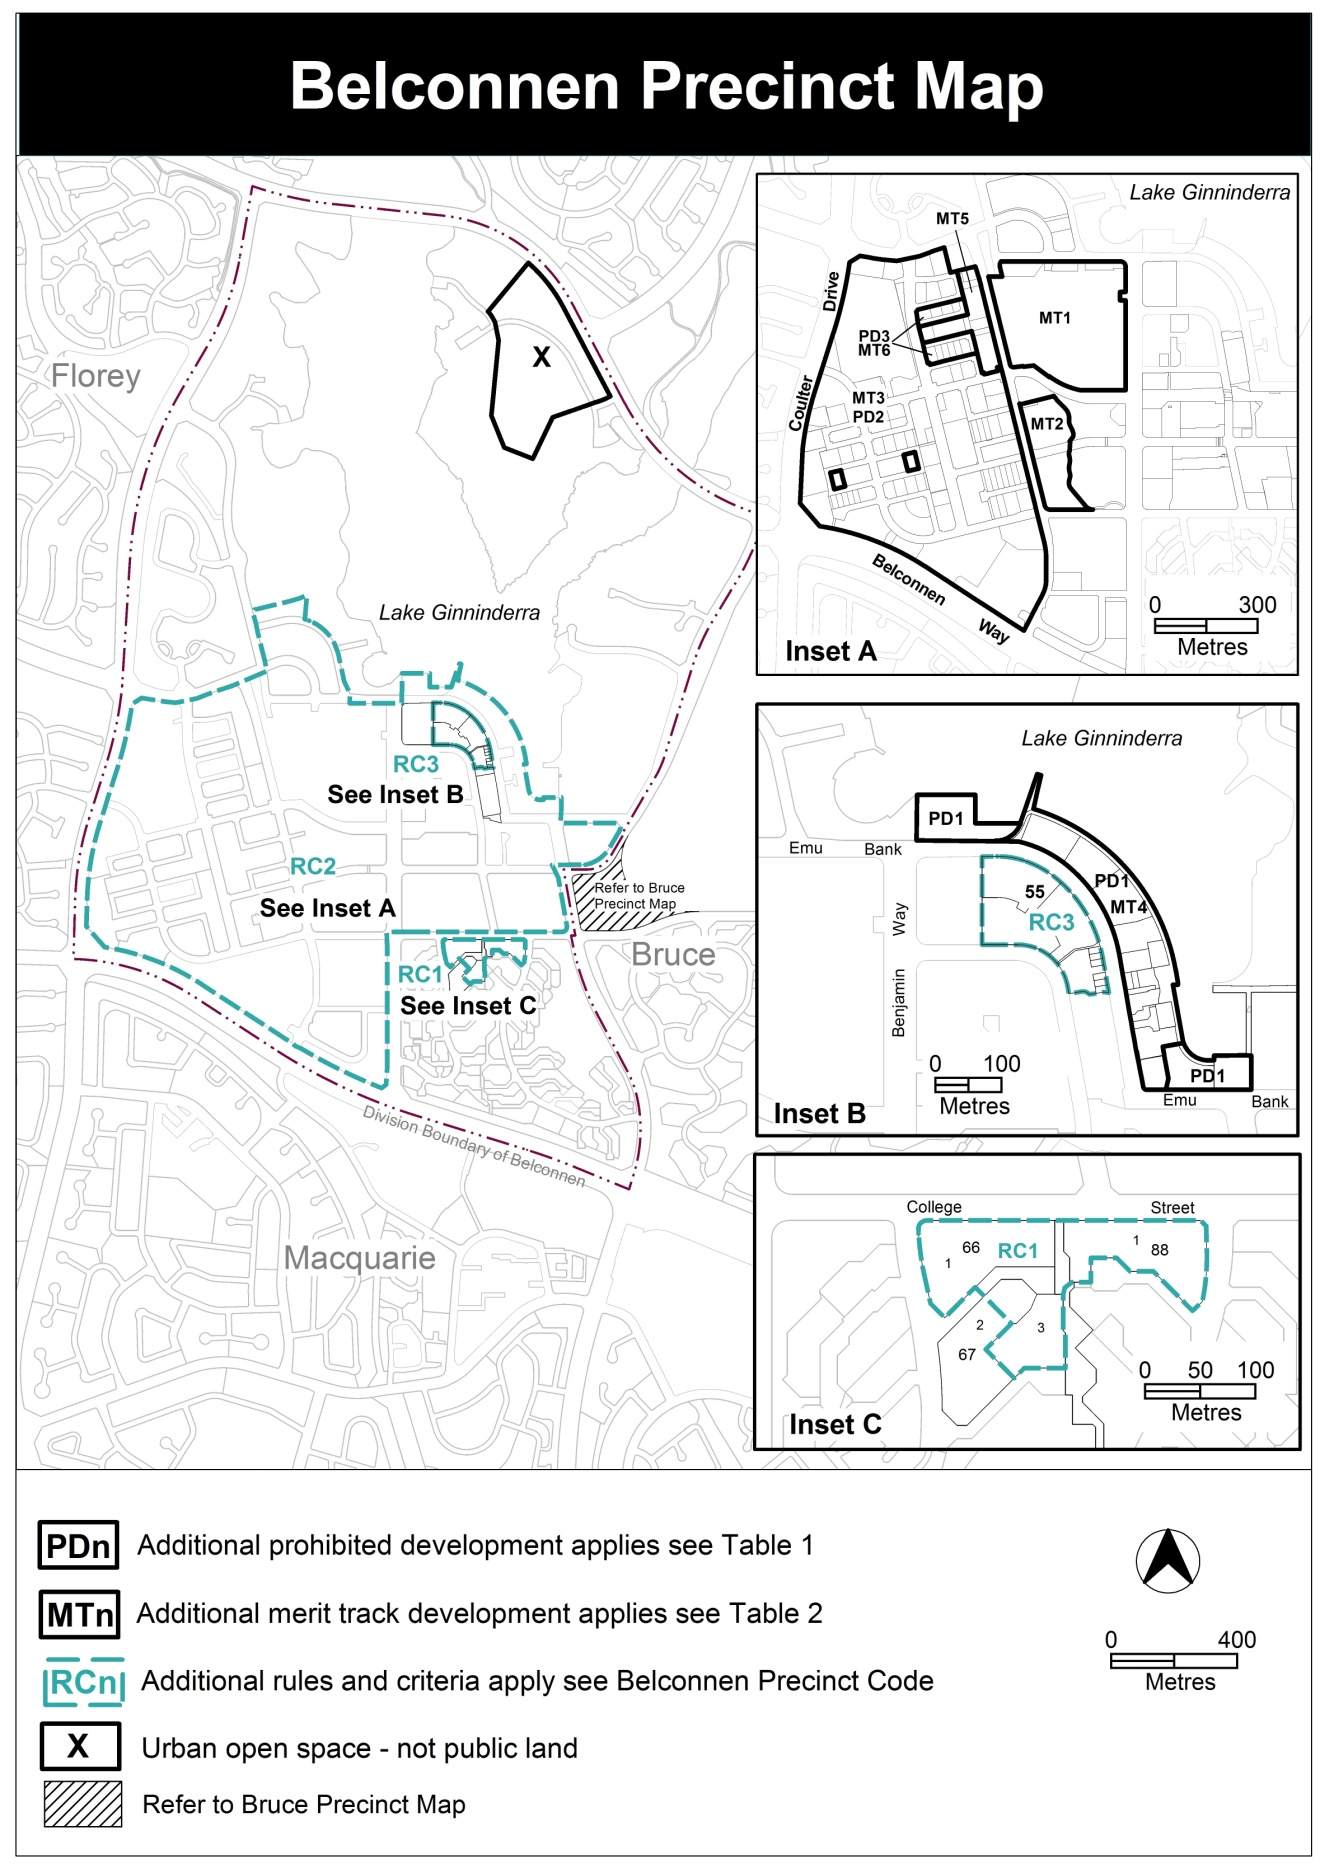 Belconnen Precinct Map
Florey
X
Lake Ginninderra
RC3
See Inset B
RC2
See Inset A
Refer to Bruce
Precinct Map
Bruce
RC1
See Inset C
Division Boundary of Belconnen
Macquarie
Lake Ginninderra
MT5
Drive
MT1
PD3
MT6
Coulter
MT3
PD2
MT2
Belconnen
Way
0 300
Metres
Inset A
Lake Ginninderra
PD1
Emu Bank
55
PD1
MT4
RC3
Way
Benjamin
0 100
Metres
PD1
Emu Bank
Inset B
College Street
1 66 RC1
1 88
2
3
67
0 50 100
Metres
Inset C
PDn Additional prohibited development applies see Table 1
MTn Additional merit track development applies see Table 2
RCn Additional rules and criteria apply see Belconnen Precinct Code
X Urban open space - not public land
Refer to Bruce Precinct Map
0 400
Metres